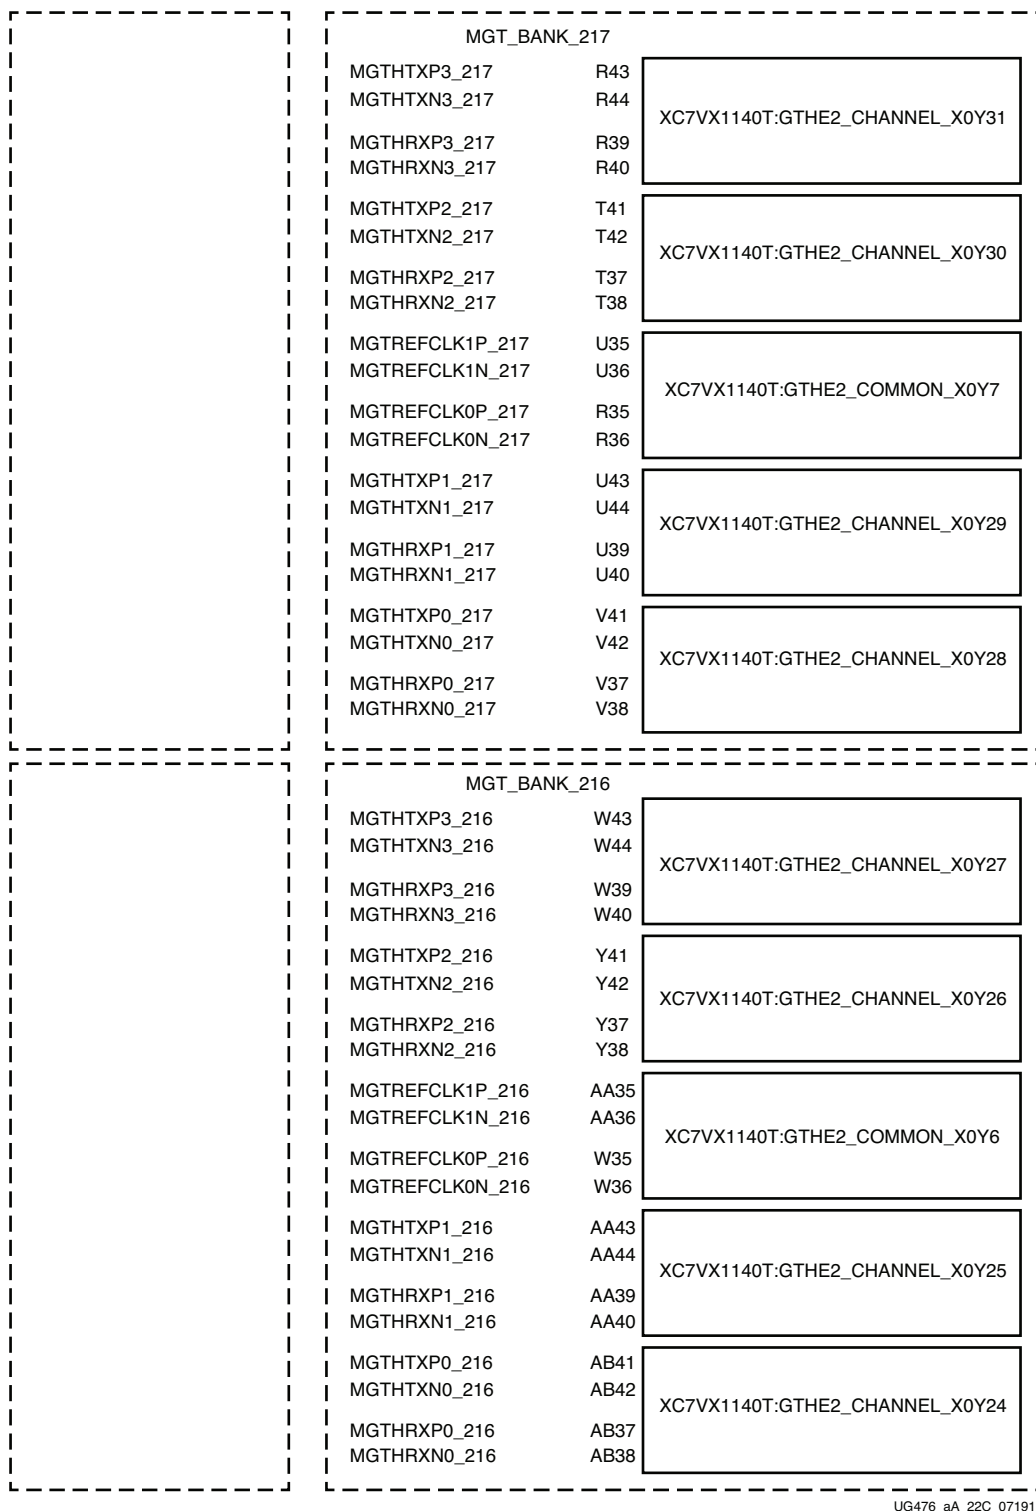 MGT_BANK_217
MGTHTXP3_217 R43
MGTHTXN3_217 R44
XC7VX1140T:GTHE2_CHANNEL_X0Y31
MGTHRXP3_217 R39
MGTHRXN3_217 R40
MGTHTXP2_217 T41
MGTHTXN2_217 T42
XC7VX1140T:GTHE2_CHANNEL_X0Y30
MGTHRXP2_217 T37
MGTHRXN2_217 T38
MGTREFCLK1P_217 U35
MGTREFCLK1N_217 U36
XC7VX1140T:GTHE2_COMMON_X0Y7
MGTREFCLK0P_217 R35
MGTREFCLK0N_217 R36
MGTHTXP1_217 U43
MGTHTXN1_217 U44
XC7VX1140T:GTHE2_CHANNEL_X0Y29
MGTHRXP1_217 U39
MGTHRXN1_217 U40
MGTHTXP0_217 V41
MGTHTXN0_217 V42
XC7VX1140T:GTHE2_CHANNEL_X0Y28
MGTHRXP0_217 V37
MGTHRXN0_217 V38
MGT_BANK_216
MGTHTXP3_216 W43
MGTHTXN3_216 W44
XC7VX1140T:GTHE2_CHANNEL_X0Y27
MGTHRXP3_216 W39
MGTHRXN3_216 W40
MGTHTXP2_216 Y41
MGTHTXN2_216 Y42
XC7VX1140T:GTHE2_CHANNEL_X0Y26
MGTHRXP2_216 Y37
MGTHRXN2_216 Y38
MGTREFCLK1P_216 AA35
MGTREFCLK1N_216 AA36
XC7VX1140T:GTHE2_COMMON_X0Y6
MGTREFCLK0P_216 W35
MGTREFCLK0N_216 W36
MGTHTXP1_216 AA43
MGTHTXN1_216 AA44
XC7VX1140T:GTHE2_CHANNEL_X0Y25
MGTHRXP1_216 AA39
MGTHRXN1_216 AA40
MGTHTXP0_216 AB41
MGTHTXN0_216 AB42
XC7VX1140T:GTHE2_CHANNEL_X0Y24
MGTHRXP0_216 AB37
MGTHRXN0_216 AB38
UG476_aA_22C_07191